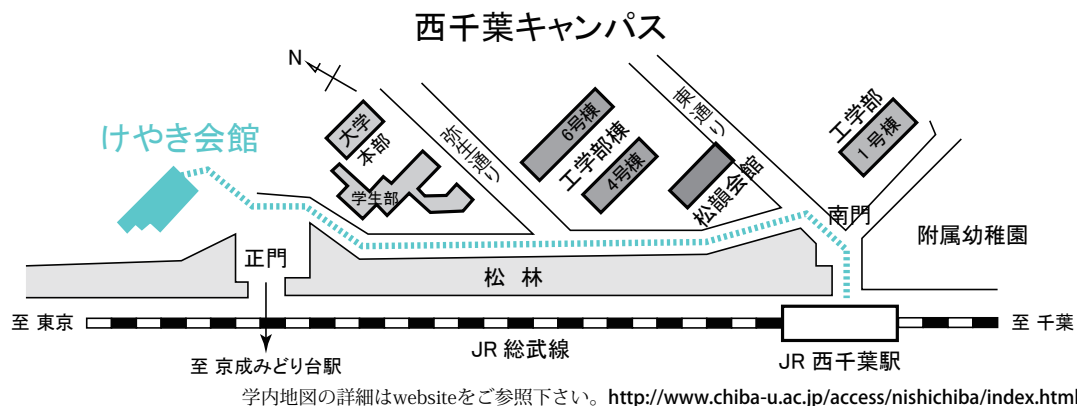 西千葉キャンパス
N
けやき会館
大学
本部
学生部
弥生通り
6号棟
工学部棟
4号棟
東通り
松韻会館
工学部
1号棟
南門
附属幼稚園
正門
松 林
至 東京
至 千葉
JR 総武線
JR 西千葉駅
至 京成みどり台駅
学内地図の詳細はwebsiteをご参照下さい。http://www.chiba-u.ac.jp/access/nishichiba/index.html